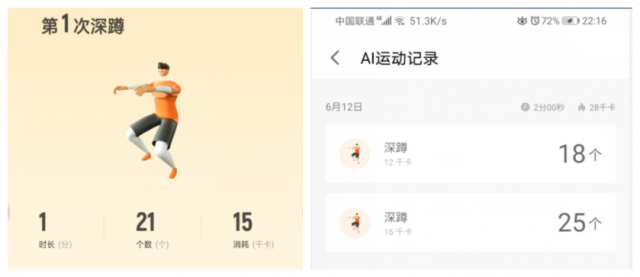 第1次深蹲
1
时长(分)
21
个数(个)
15
消耗(千卡)
中国联通 4G 51.3K/s 72% 22:16
AI运动记录
6月12日 2分00秒 28千卡
深蹲
12千卡
18个
深蹲
16千卡
25个